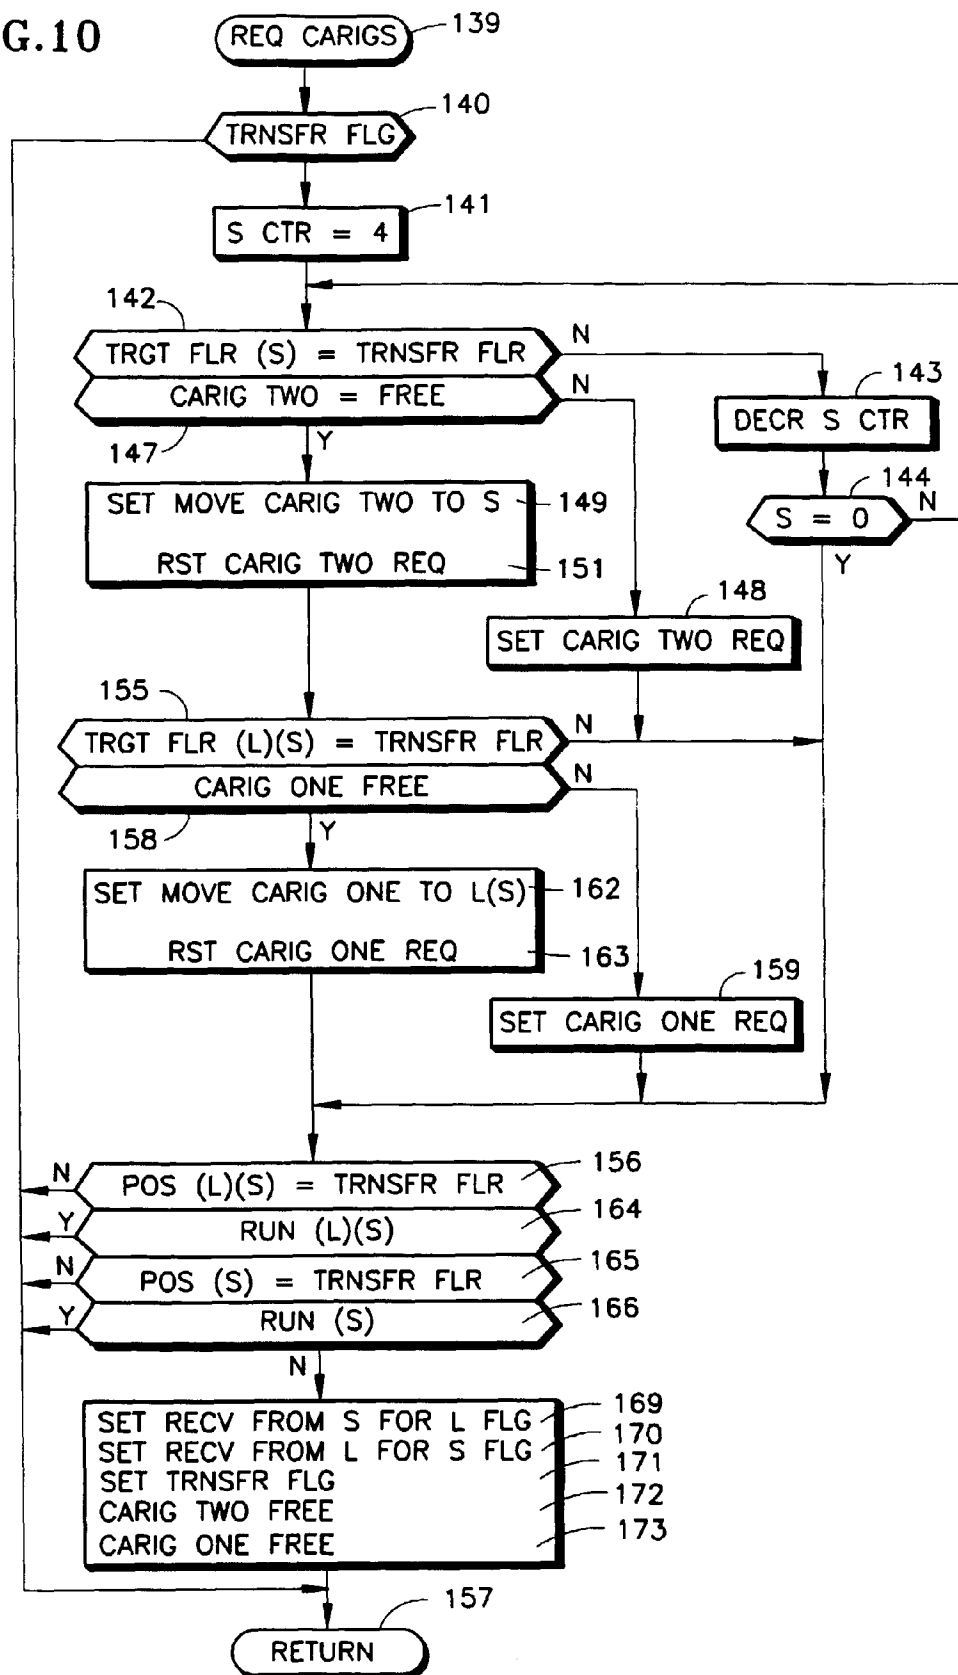 G.10
REQ CARIGS
139
140
TRNSFR FLG
141
S CTR = 4
142
TRGT FLR (S) = TRNSFR FLR
N
CARIG TWO = FREE
N
143
DECR S CTR
147
Y
144
S = 0
N
Y
SET MOVE CARIG TWO TO S
149
RST CARIG TWO REQ
151
148
SET CARIG TWO REQ
155
TRGT FLR (L)(S) = TRNSFR FLR
N
CARIG ONE FREE
N
158
Y
SET MOVE CARIG ONE TO L(S)
162
RST CARIG ONE REQ
163
159
SET CARIG ONE REQ
N
POS (L)(S) = TRNSFR FLR
156
Y
RUN (L)(S)
164
N
POS (S) = TRNSFR FLR
165
Y
RUN (S)
166
N
SET RECV FROM S FOR L FLG
169
SET RECV FROM L FOR S FLG
170
SET TRNSFR FLG
171
CARIG TWO FREE
172
CARIG ONE FREE
173
157
RETURN